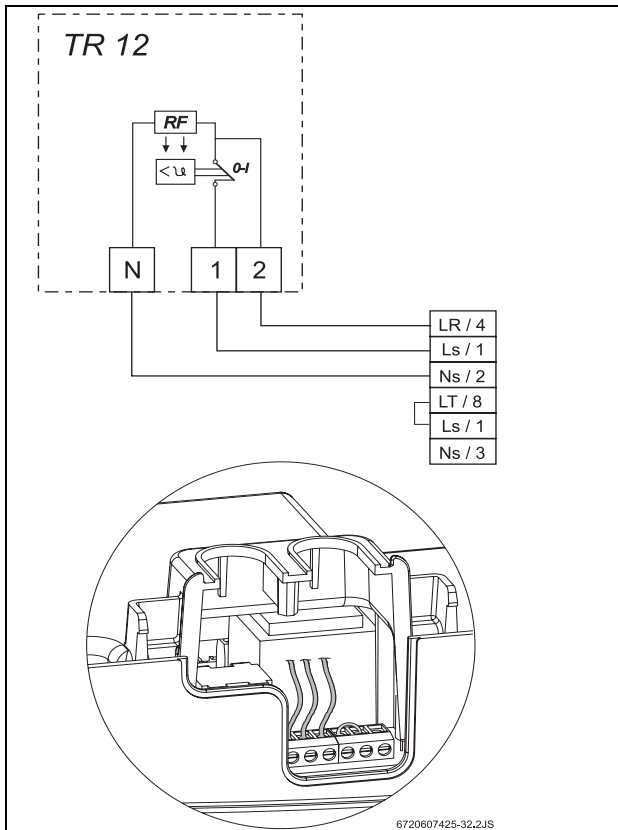 TR 12
RF
< ϑ
0-I
N 1 2
LR / 4
Ls / 1
Ns / 2
LT / 8
Ls / 1
Ns / 3
6720607425-32.2JS